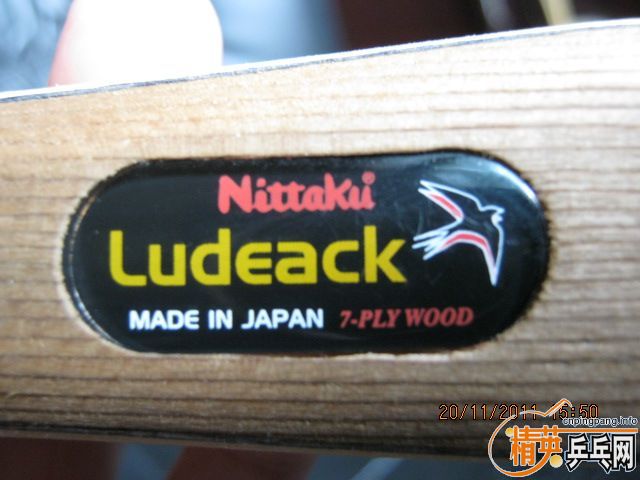 Nittaku®
Ludeack
MADE IN JAPAN 7-PLY WOOD
20/11/2011 15:50
cnpingpang.info
精英乒乓网